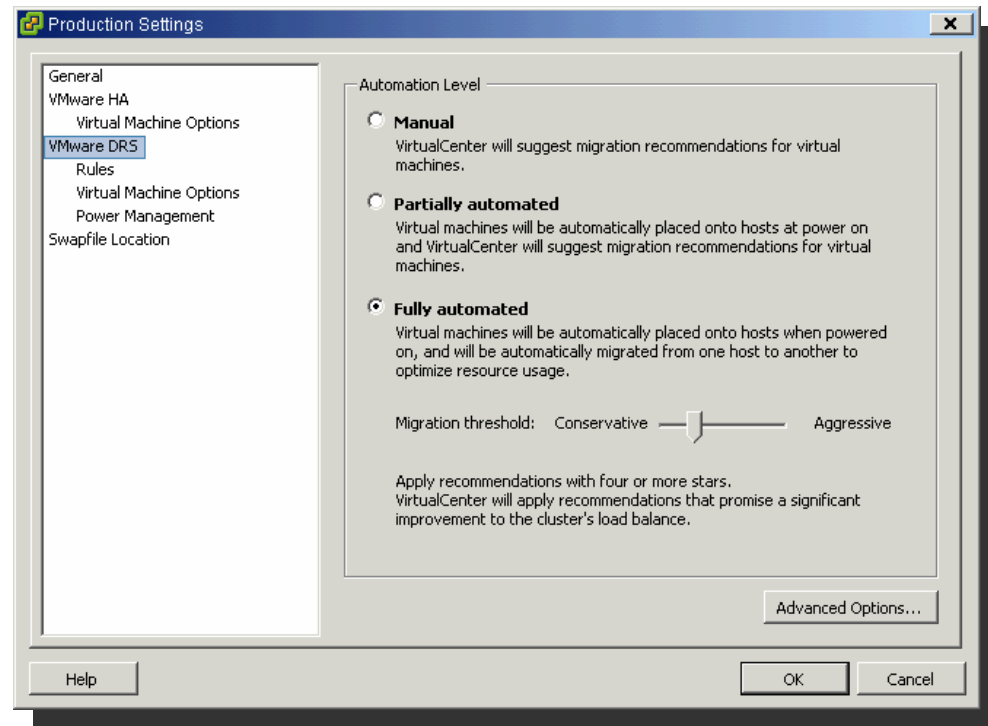 Production Settings
General
VMware HA
Virtual Machine Options
VMware DRS
Rules
Virtual Machine Options
Power Management
Swapfile Location
Automation Level
Manual
VirtualCenter will suggest migration recommendations for virtual
machines.
Partially automated
Virtual machines will be automatically placed onto hosts at power on
and VirtualCenter will suggest migration recommendations for virtual
machines.
Fully automated
Virtual machines will be automatically placed onto hosts when powered
on, and will be automatically migrated from one host to another to
optimize resource usage.
Migration threshold: Conservative Aggressive
Apply recommendations with four or more stars.
VirtualCenter will apply recommendations that promise a significant
improvement to the cluster's load balance.
Advanced Options...
Help OK Cancel